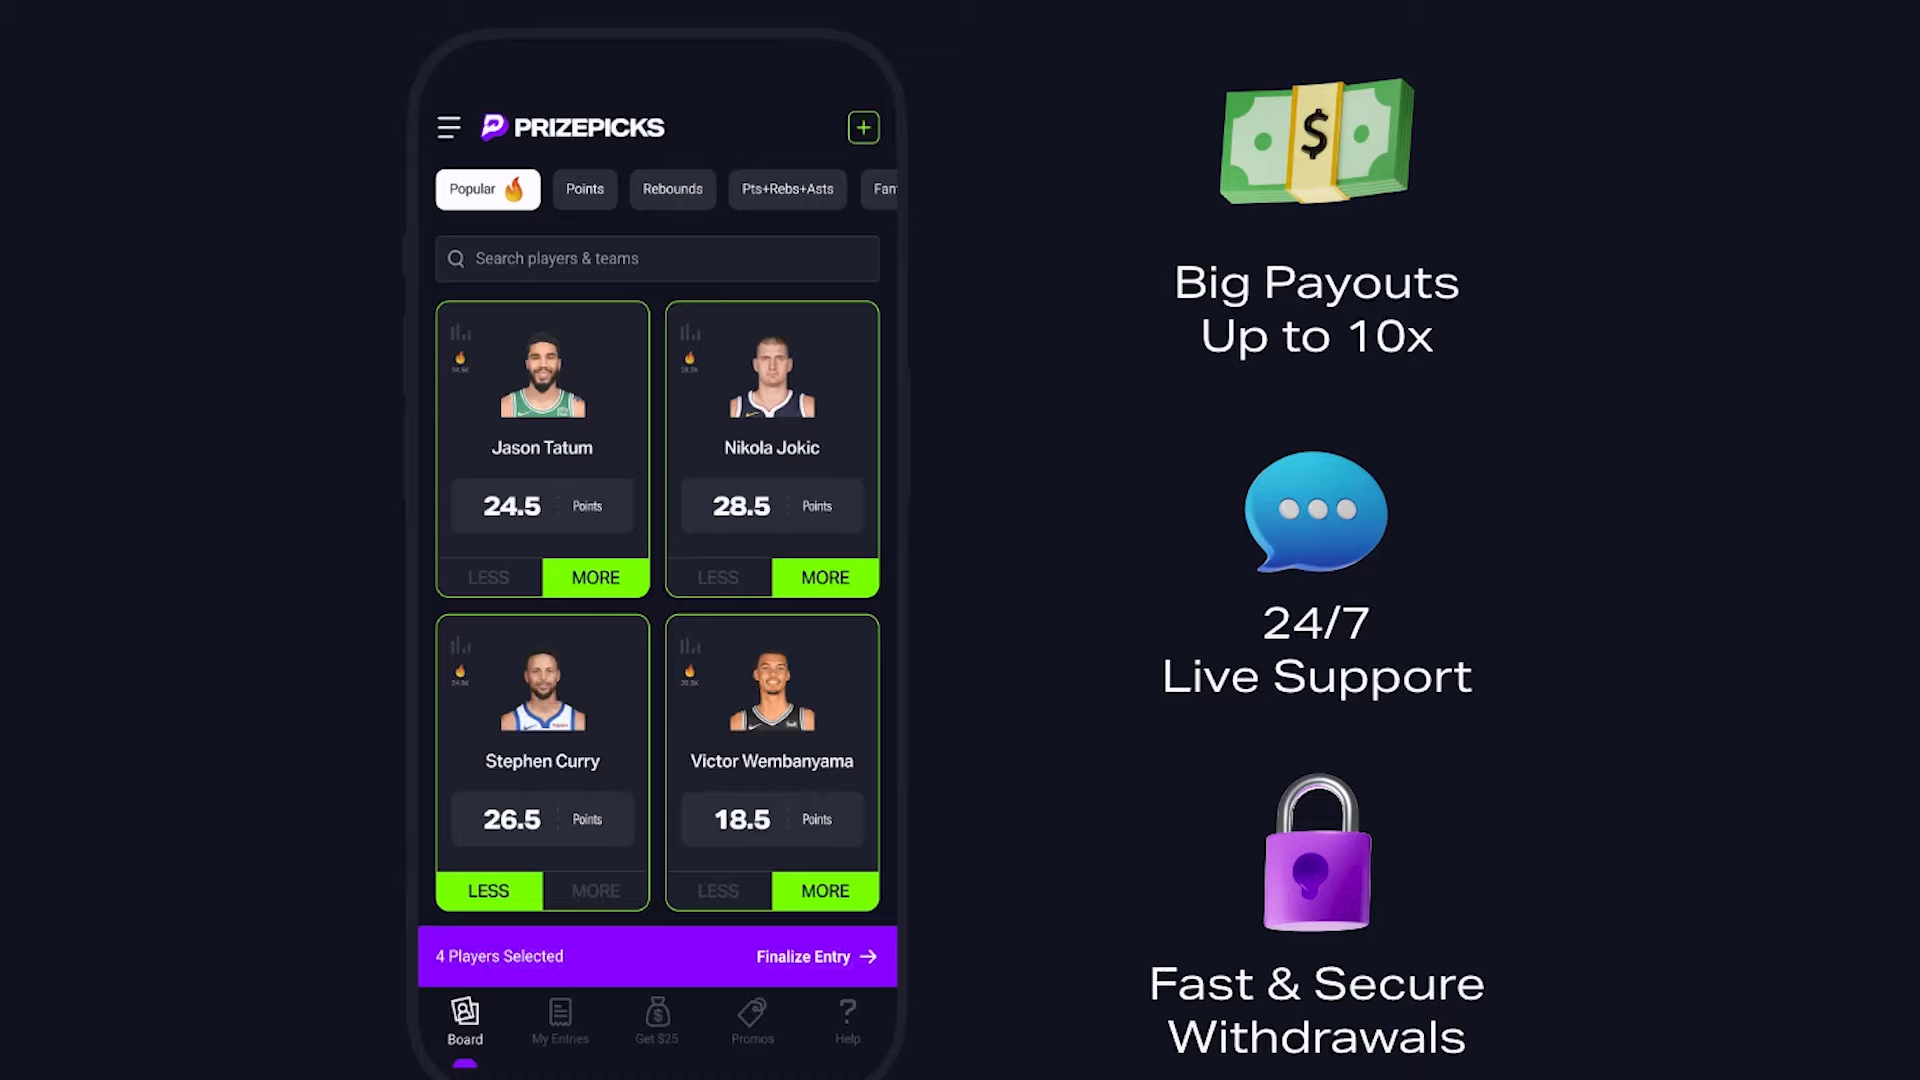 PRIZEPICKS
Popular
Points
Rebounds
Pts+Rebs+Asts
Fan
Search players & teams
Jason Tatum
Nikola Jokic
24.5 Points
28.5 Points
LESS MORE
LESS MORE
Stephen Curry
Victor Wembanyama
26.5 Points
18.5 Points
LESS MORE
LESS MORE
4 Players Selected
Finalize Entry
Board
My Entries
Get $25
Promos
Help
$
Big Payouts
Up to 10x
24/7
Live Support
Fast & Secure
Withdrawals